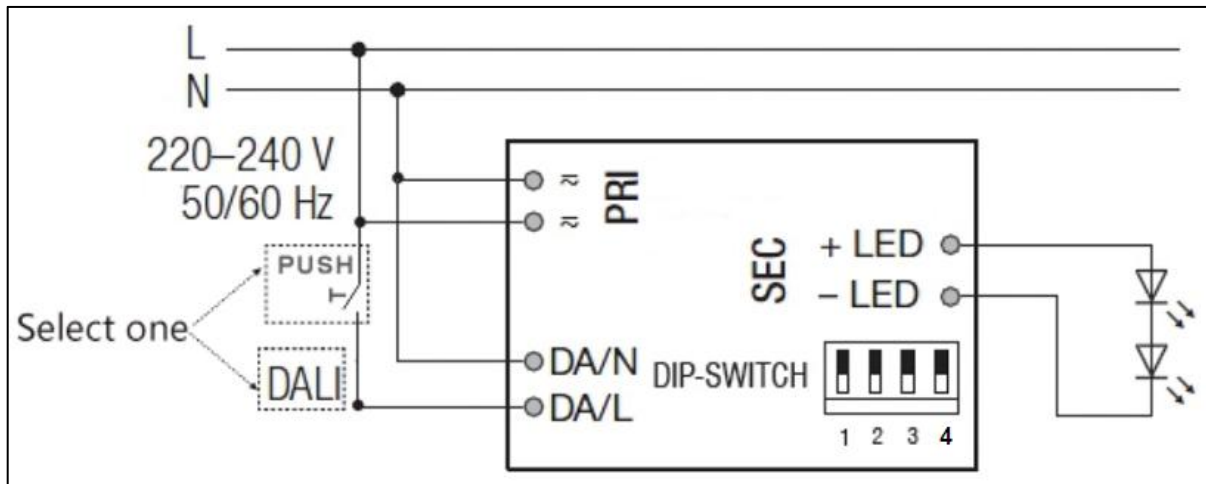 L
N
220–240 V
50/60 Hz
≂
≂
PRI
PUSH
Select one
DALI
SEC
+ LED
– LED
DA/N
DA/L
DIP-SWITCH
1 2 3 4